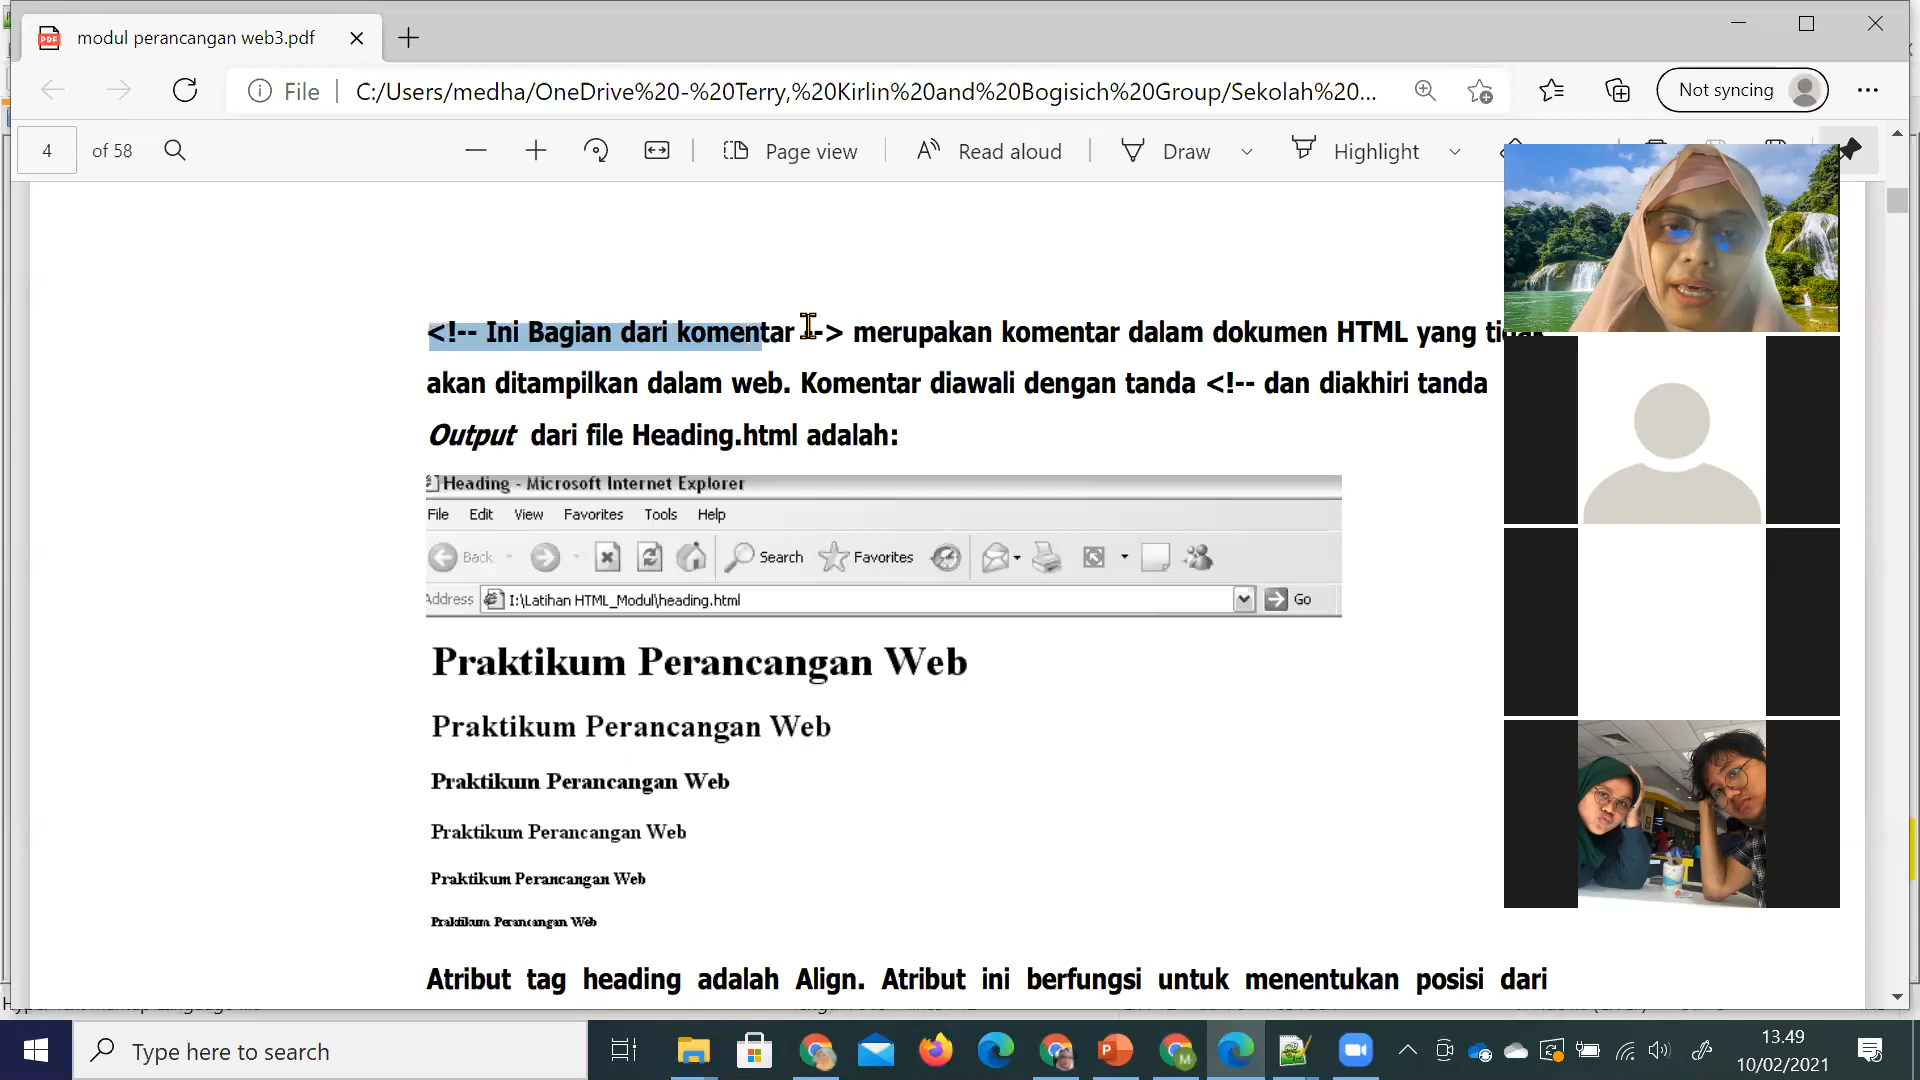 modul perancangan web3.pdf
File
C:/Users/medha/OneDrive%20-%20Terry,%20Kirlin%20and%20Bogisich%20Group/Sekolah%20...
Not syncing
4 of 58
Page view
Read aloud
Draw
Highlight
<!-- Ini Bagian dari komentar --> merupakan komentar dalam dokumen HTML yang tidak
akan ditampilkan dalam web. Komentar diawali dengan tanda <!-- dan diakhiri tanda
Output dari file Heading.html adalah:
Heading - Microsoft Internet Explorer
File Edit View Favorites Tools Help
Back Search Favorites
Address I:\Latihan HTML_Modul\heading.html Go
Praktikum Perancangan Web
Praktikum Perancangan Web
Praktikum Perancangan Web
Praktikum Perancangan Web
Praktikum Perancangan Web
Praktikum Perancangan Web
Atribut tag heading adalah Align. Atribut ini berfungsi untuk menentukan posisi dari
Type here to search
13.49
10/02/2021